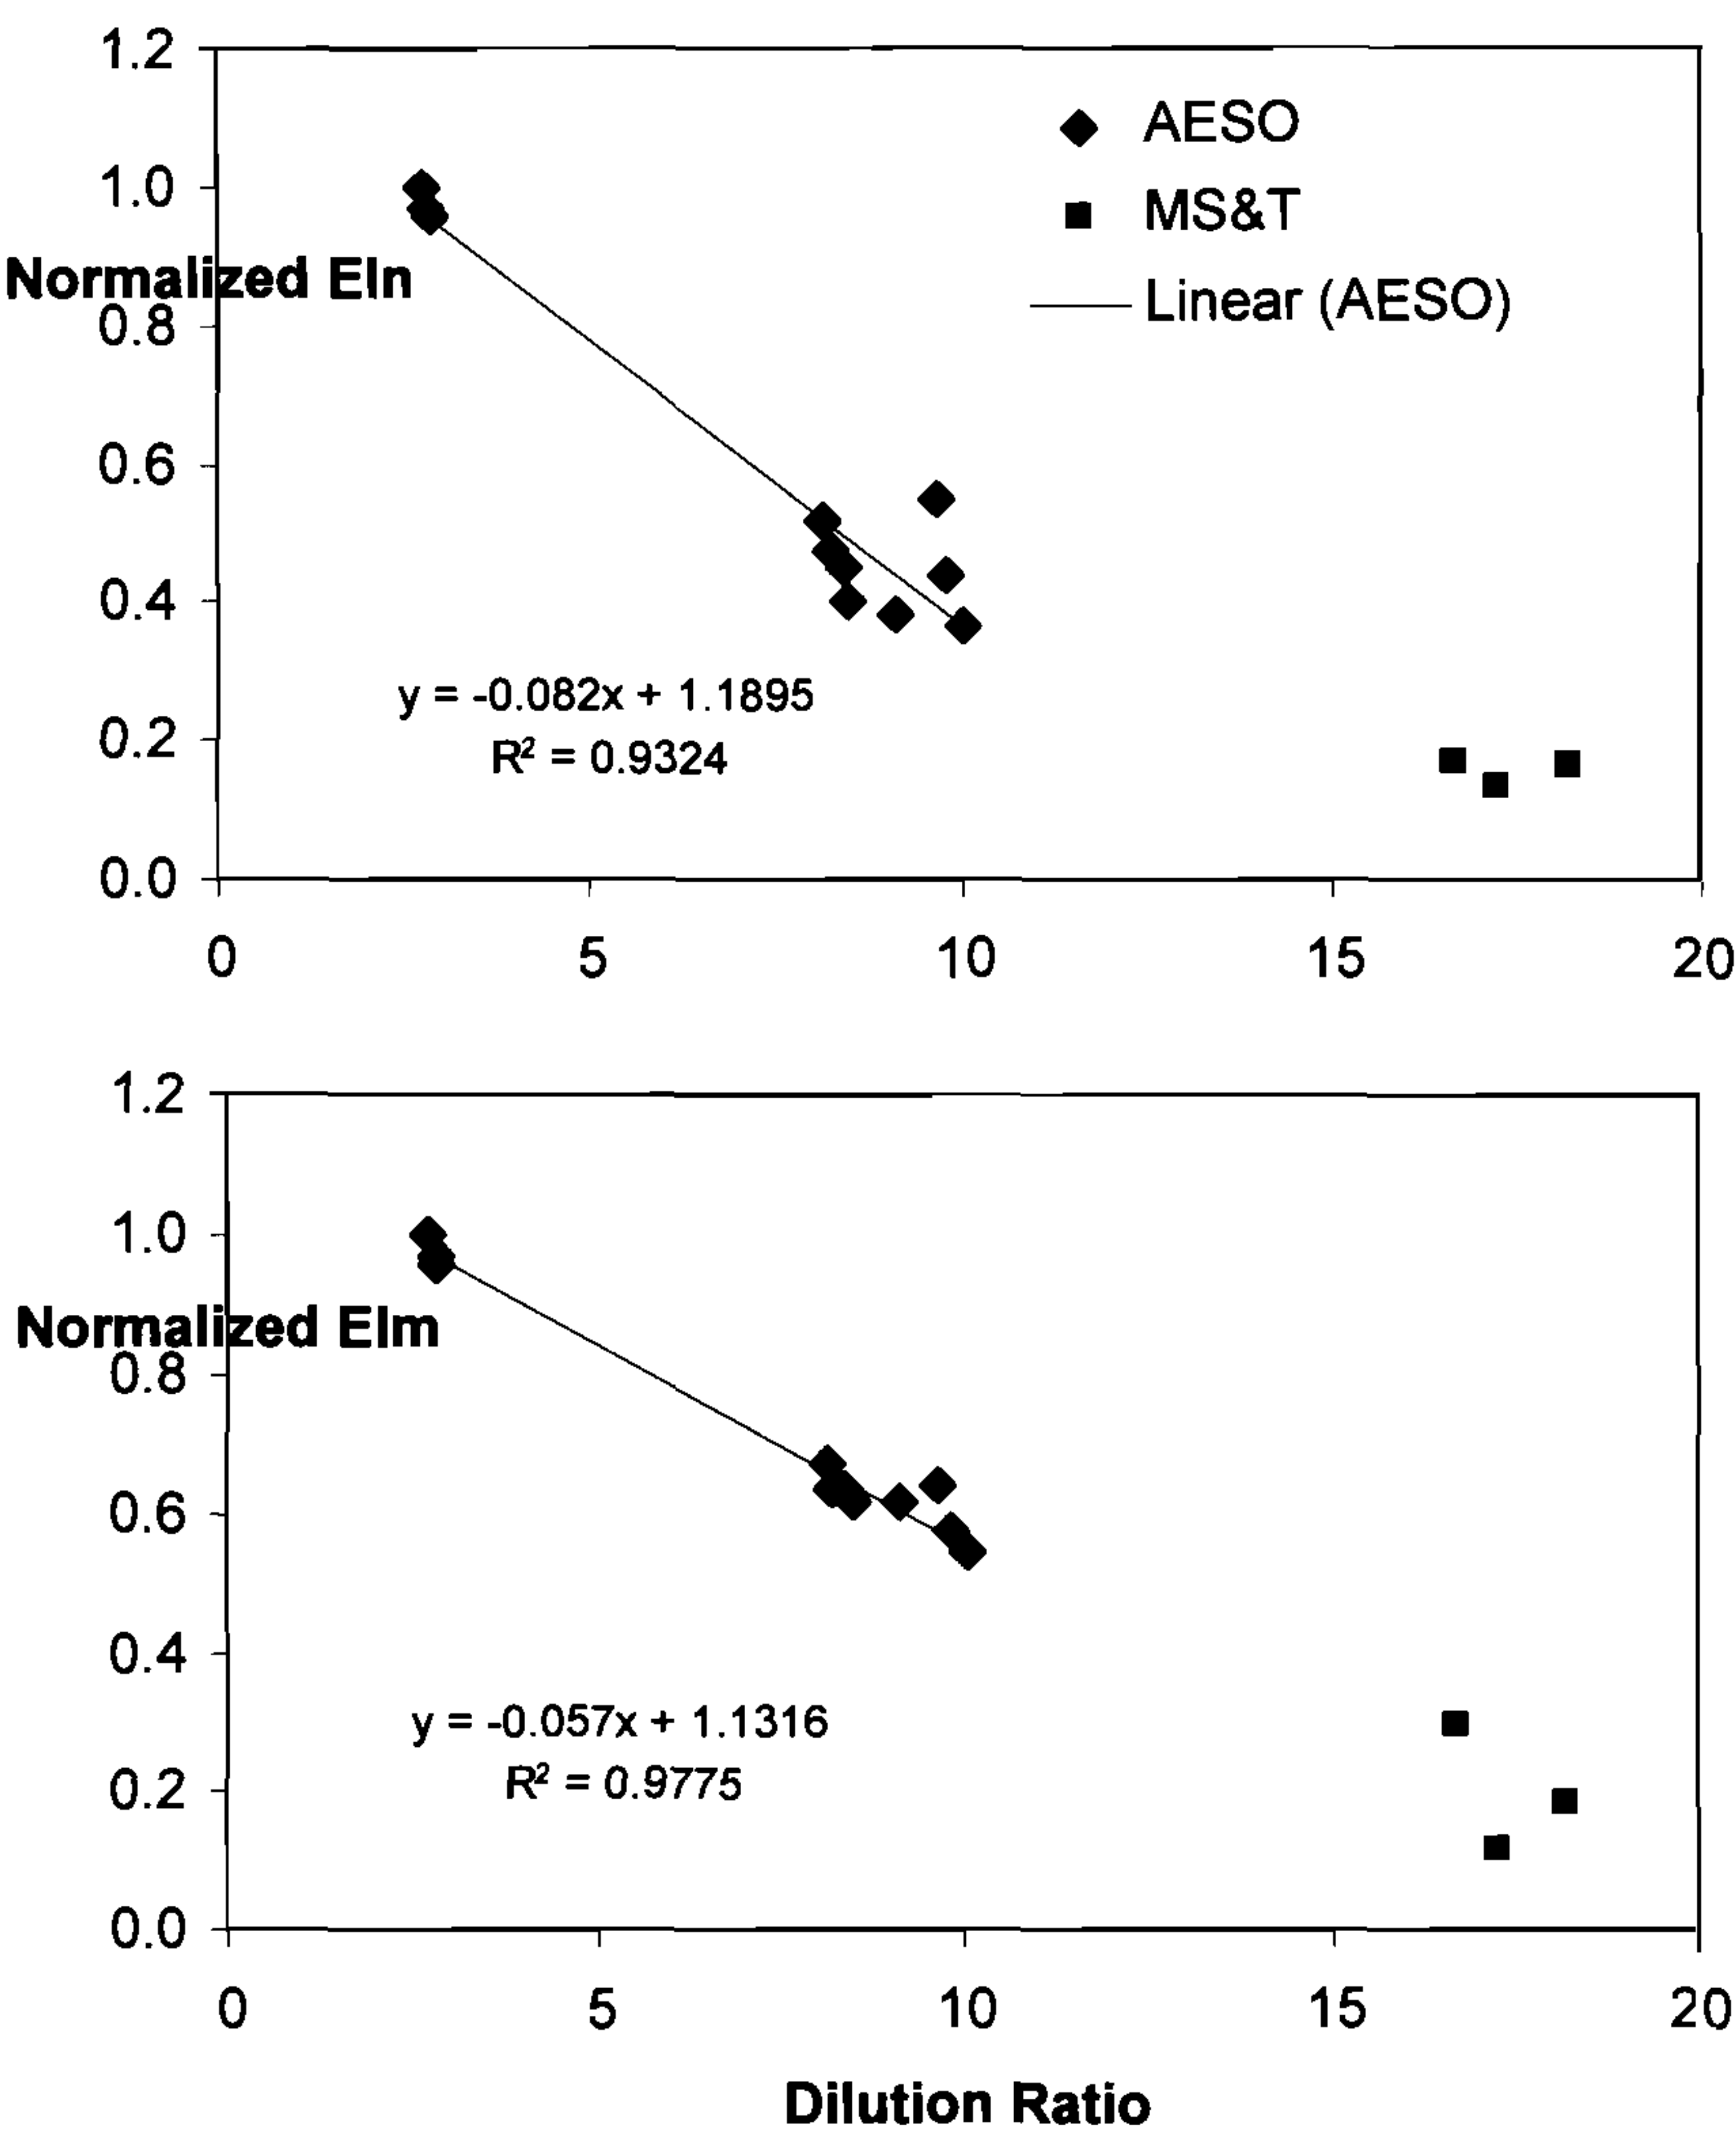 1.2
AESO
1.0
MS&T
Normalized EIn
Linear (AESO)
0.8
0.6
0.4
y = -0.082x + 1.1895
0.2
R² = 0.9324
0.0
0 5 10 15 20
1.2
1.0
Normalized EIm
0.8
0.6
0.4
y = -0.057x + 1.1316
R² = 0.9775
0.2
0.0
0 5 10 15 20
Dilution Ratio